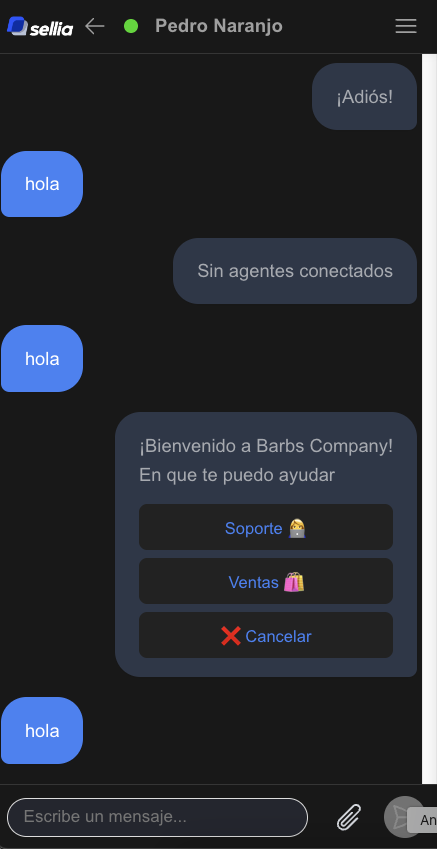 sellia
Pedro Naranjo
¡Adiós!
hola
Sin agentes conectados
hola
¡Bienvenido a Barbs Company!
En que te puedo ayudar
Soporte
Ventas
Cancelar
hola
Escribe un mensaje...
An